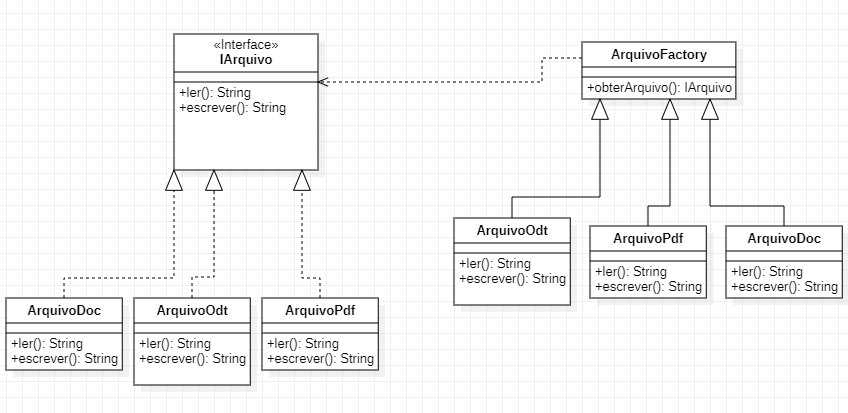 «Interface»
IArquivo
+ler(): String
+escrever(): String
ArquivoFactory
+obterArquivo(): IArquivo
ArquivoOdt
+ler(): String
+escrever(): String
ArquivoPdf
+ler(): String
+escrever(): String
ArquivoDoc
+ler(): String
+escrever(): String
ArquivoDoc
+ler(): String
+escrever(): String
ArquivoOdt
+ler(): String
+escrever(): String
ArquivoPdf
+ler(): String
+escrever(): String